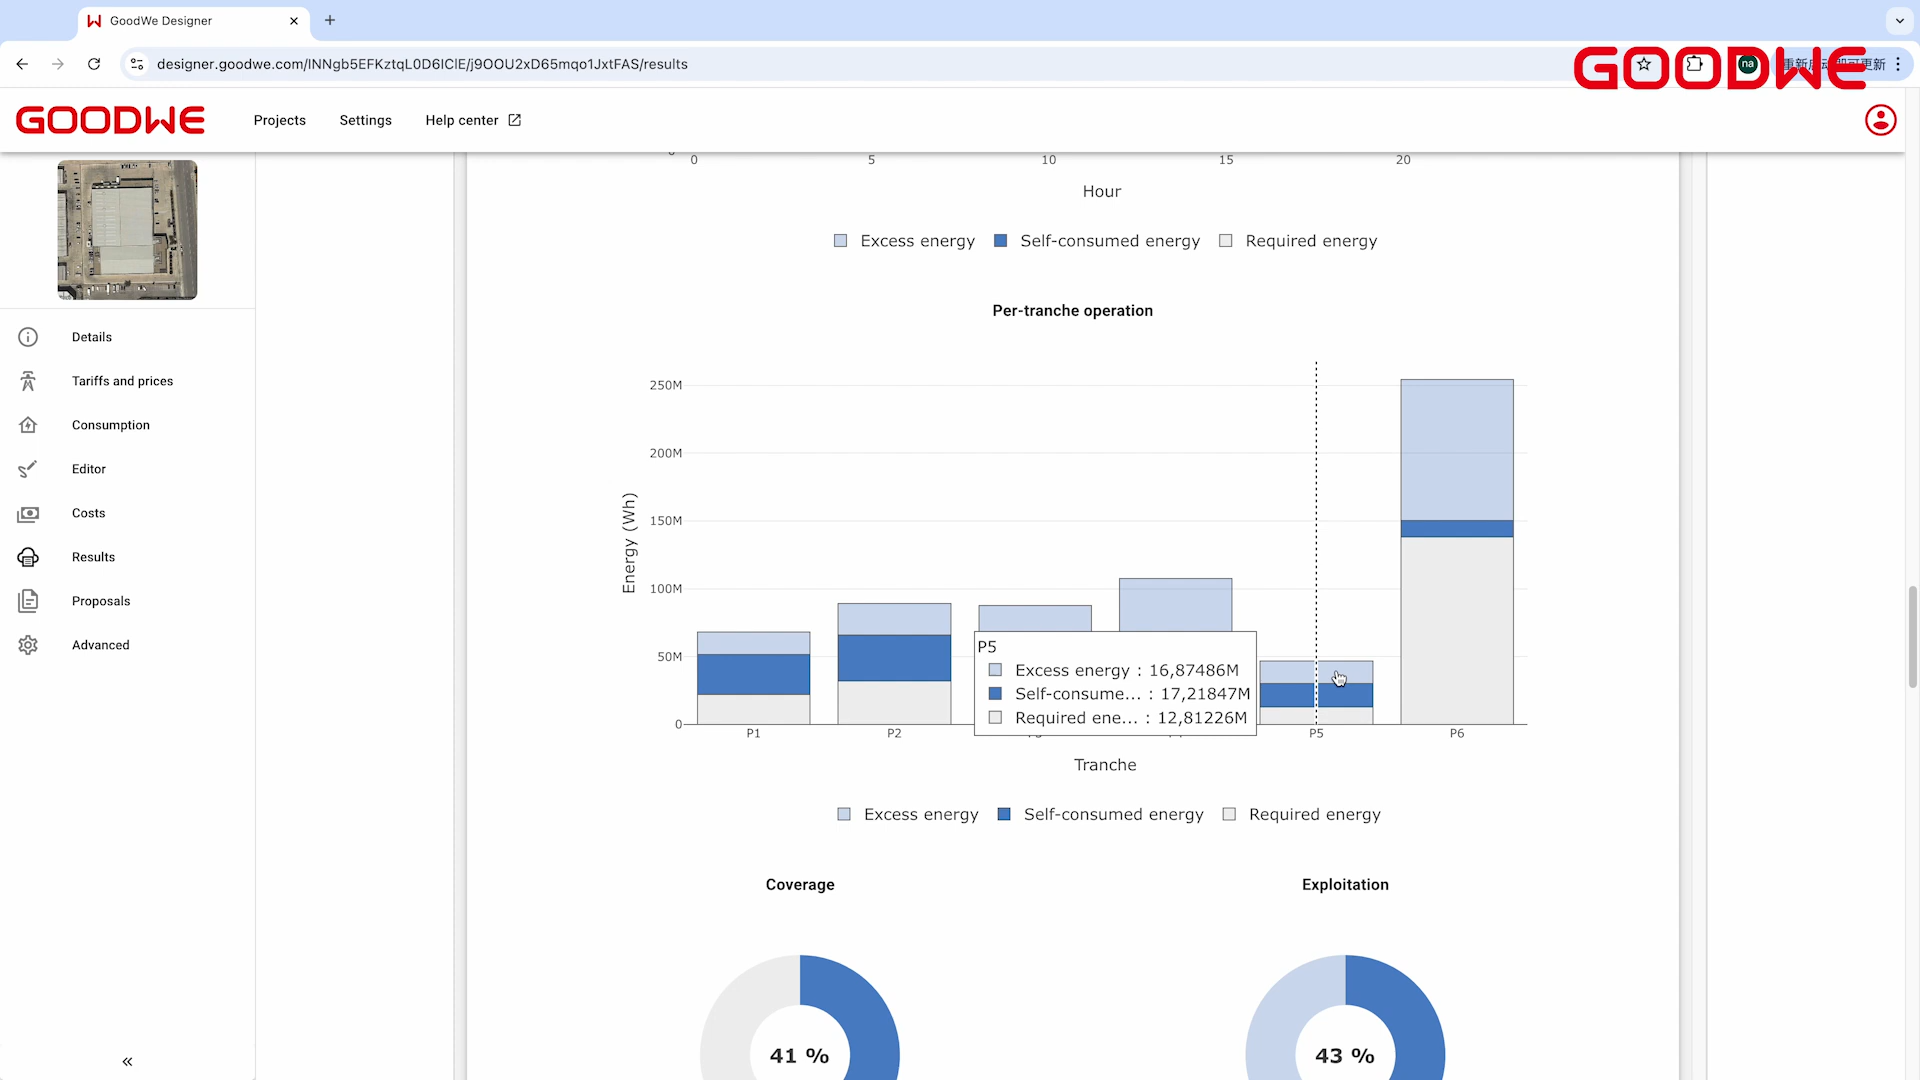 GoodWe Designer
designer.goodwe.com/lNNgb5EFKztqL0D6IClE/j9OOU2xD65mqo1JxtFAS/results
na
GOODWE
GOODWE
Projects
Settings
Help center
Details
Tariffs and prices
Consumption
Editor
Costs
Results
Proposals
Advanced
0 5 10 15 20
Hour
Excess energy Self-consumed energy Required energy
Per-tranche operation
250M
200M
150M
100M
50M
0
Energy (Wh)
P5
Excess energy : 16,87486M
Self-consume... : 17,21847M
Required ene... : 12,81226M
P1 P2 P5 P6
Tranche
Excess energy Self-consumed energy Required energy
Coverage
Exploitation
41 %
43 %